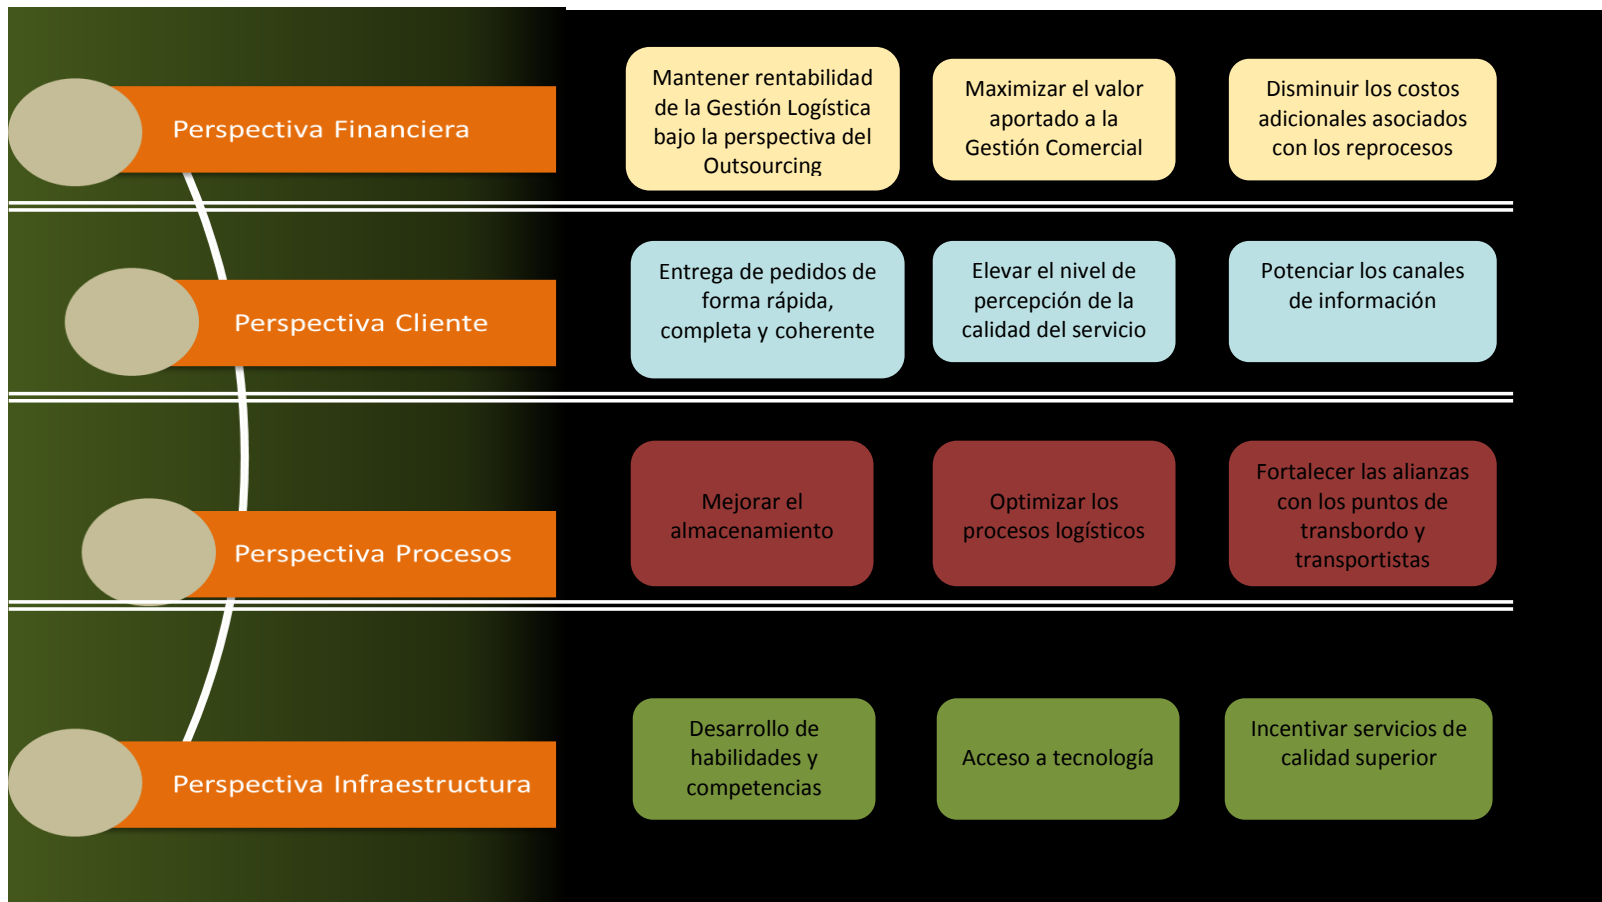 Perspectiva Financiera
Mantener rentabilidad
de la Gestión Logística
bajo la perspectiva del
Outsourcing
Maximizar el valor
aportado a la
Gestión Comercial
Disminuir los costos
adicionales asociados
con los reprocesos
Perspectiva Cliente
Entrega de pedidos de
forma rápida,
completa y coherente
Elevar el nivel de
percepción de la
calidad del servicio
Potenciar los canales
de información
Perspectiva Procesos
Mejorar el
almacenamiento
Optimizar los
procesos logísticos
Fortalecer las alianzas
con los puntos de
transbordo y
transportistas
Perspectiva Infraestructura
Desarrollo de
habilidades y
competencias
Acceso a tecnología
Incentivar servicios de
calidad superior